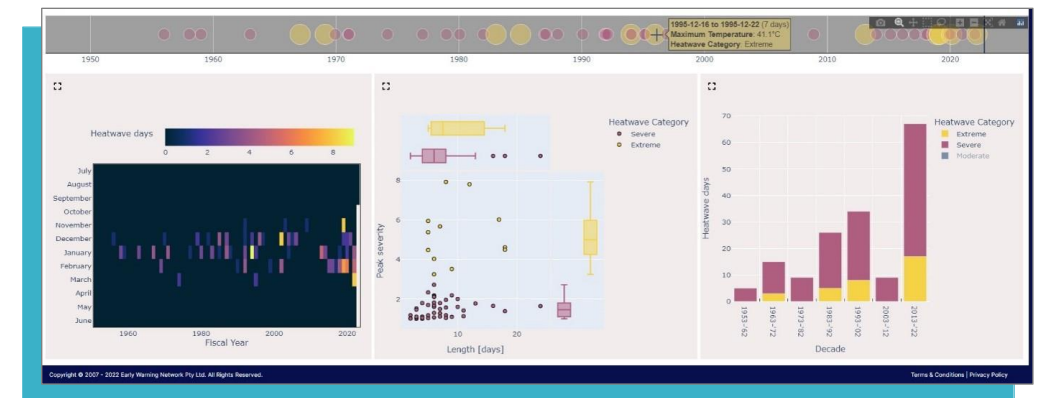 1995-12-16 to 1995-12-22 (7 days)
Maximum Temperature: 41.1°C
Heatwave Category: Extreme
1950 1960 1970 1980 1990 2000 2010 2020
Heatwave days
0 2 4 6 8
July
August
September
October
November
December
January
February
March
April
May
June
1960 1980 2000 2020
Fiscal Year
Heatwave Category
Severe
Extreme
8
6
4
2
Peak severity
10 20
Length [days]
Heatwave Category
Extreme
Severe
Moderate
70
60
50
40
30
20
10
0
Heatwave days
1953-'62 1963-'72 1973-'82 1983-'92 1993-'02 2003-'12 2013-'22
Decade
Copyright © 2007 - 2022 Early Warning Network Pty Ltd. All Rights Reserved.
Terms & Conditions | Privacy Policy